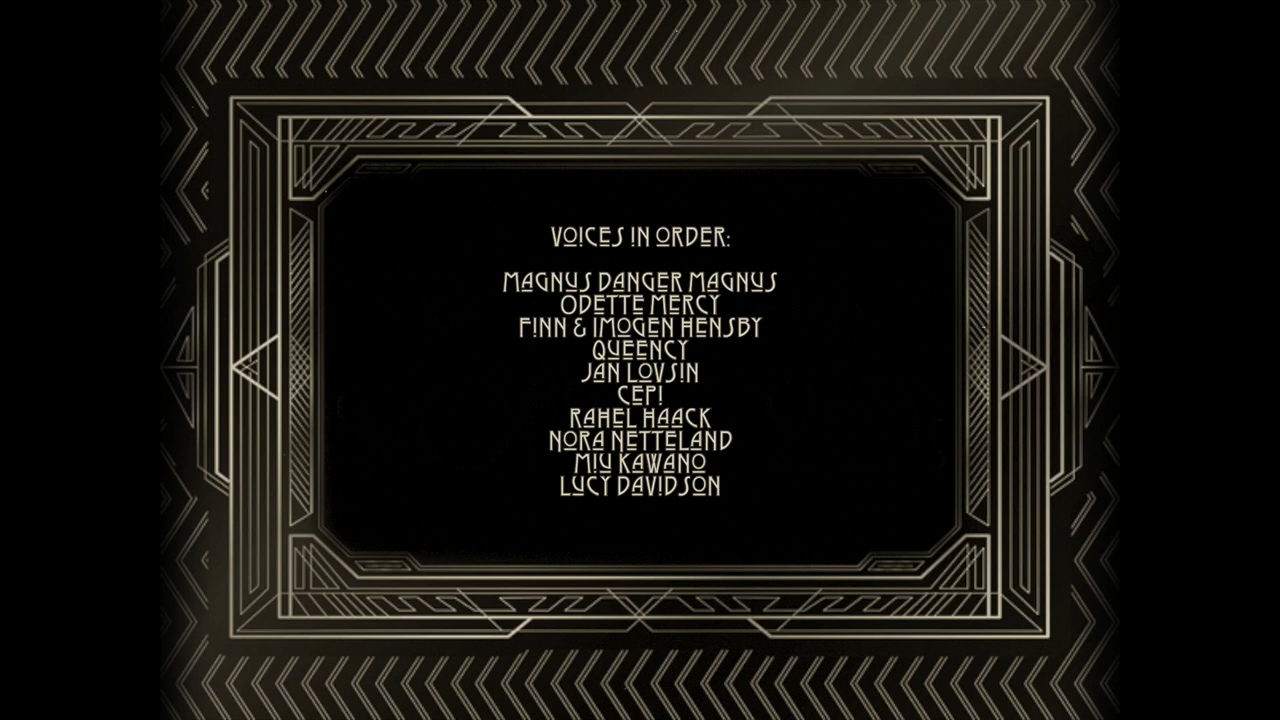 VOICES IN ORDER:
MAGNUS DANGER MAGNUS
ODETTE MERCY
FINN & IMOGEN HENSBY
QUEENCY
JAN LOVSIN
CEPI
RAHEL HAACK
NORA NETTELAND
MIU KAWANO
LUCY DAVIDSON